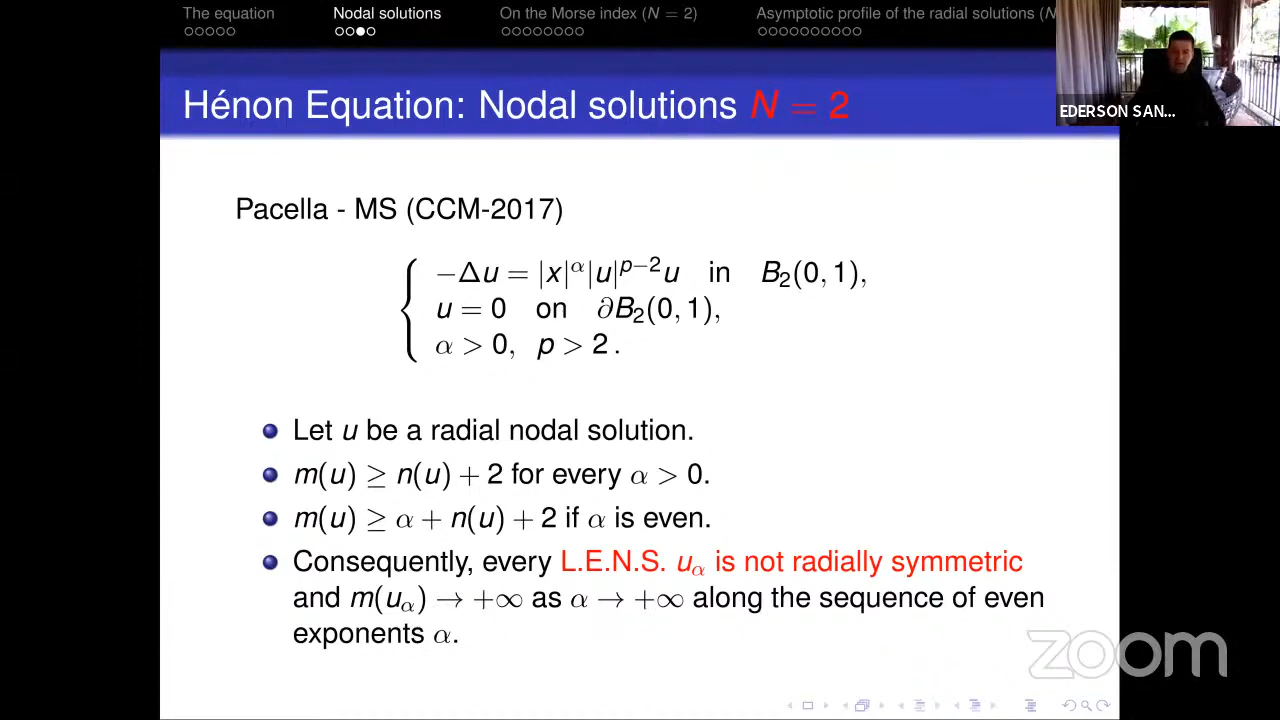 The equation
Nodal solutions
On the Morse index (N = 2)
Asymptotic profile of the radial solutions (N
Hénon Equation: Nodal solutions N = 2
EDERSON SAN...
Pacella - MS (CCM-2017)
−Δu = |x|^α|u|^{p−2}u in B₂(0, 1),
u = 0 on ∂B₂(0, 1),
α > 0, p > 2 .
Let u be a radial nodal solution.
m(u) ≥ n(u) + 2 for every α > 0.
m(u) ≥ α + n(u) + 2 if α is even.
Consequently, every L.E.N.S. u_α is not radially symmetric
and m(u_α) → +∞ as α → +∞ along the sequence of even
exponents α.
zoom